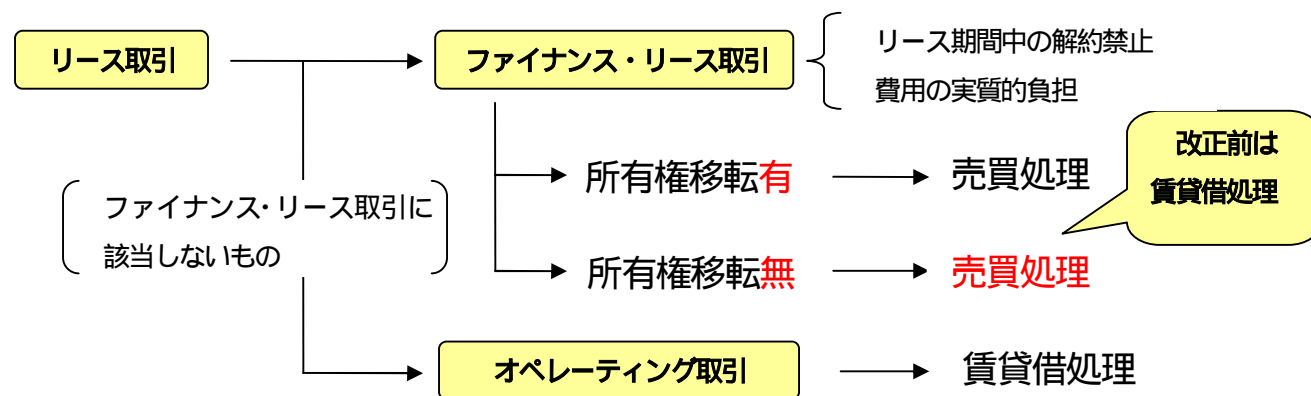 リース取引
ファイナンス・リース取引
リース期間中の解約禁止
費用の実質的負担
改正前は
賃貸借処理
所有権移転有
売買処理
ファイナンス・リース取引に
該当しないもの
所有権移転無
売買処理
オペレーティング取引
賃貸借処理